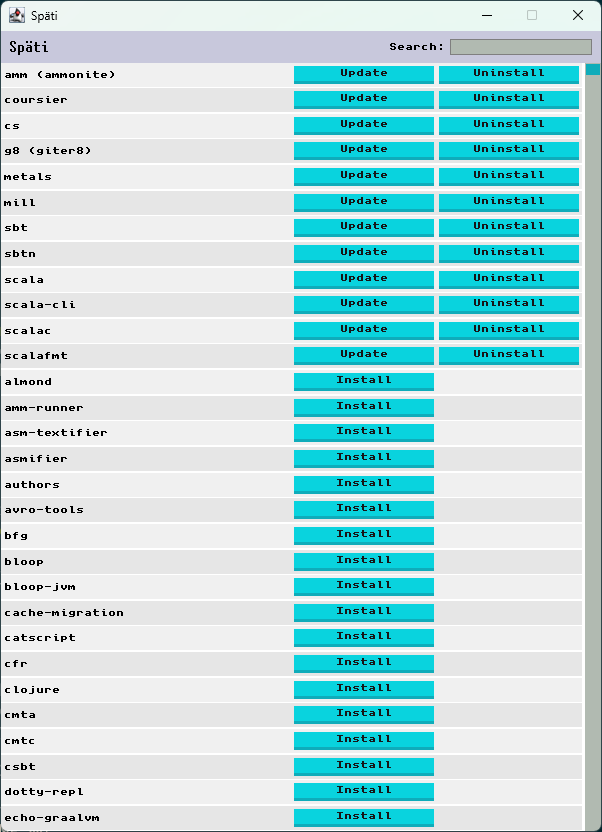 Späti
Späti Search:
amm (ammonite) Update Uninstall
coursier Update Uninstall
cs Update Uninstall
g8 (giter8) Update Uninstall
metals Update Uninstall
mill Update Uninstall
sbt Update Uninstall
sbtn Update Uninstall
scala Update Uninstall
scala-cli Update Uninstall
scalac Update Uninstall
scalafmt Update Uninstall
almond Install
amm-runner Install
asm-textifier Install
asmifier Install
authors Install
avro-tools Install
bfg Install
bloop Install
bloop-jvm Install
cache-migration Install
catscript Install
cfr Install
clojure Install
cmta Install
cmtc Install
csbt Install
dotty-repl Install
echo-graalvm Install